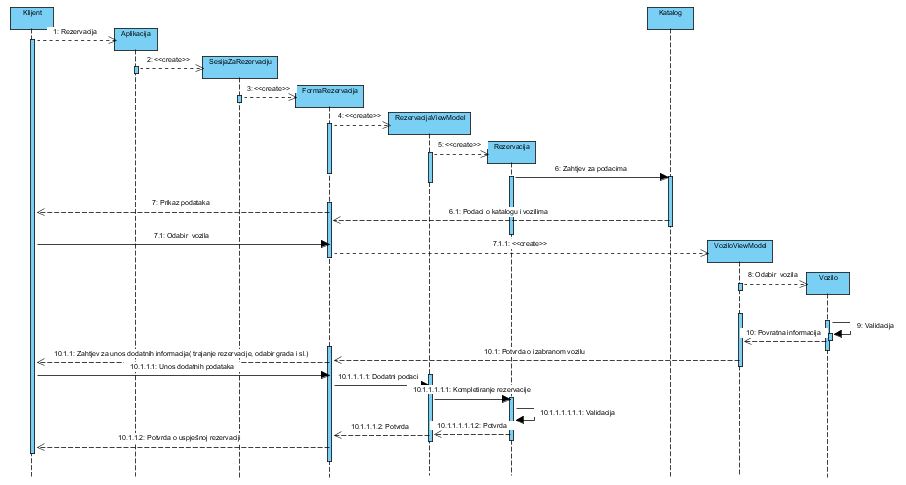 Klijent
Katalog
1: Rezervacija
Aplikacija
2: <<create>>
SesijaZaRezervaciju
3: <<create>>
FormaRezervacija
4: <<create>>
RezervacijaViewModel
5: <<create>>
Rezervacija
6: Zahtjev za podacima
7: Prikaz podataka
6.1: Podaci o katalogu i vozilima
7.1: Odabir vozila
7.1.1: <<create>>
VoziloViewModel
8: Odabir vozila
Vozilo
9: Validacija
10: Povratna informacija
10.1.1: Zahtjev za unos dodatnih informacija( trajanje rezervacije, odabir grada i sl.)
10.1: Potvrda o izabranom vozilu
10.1.1.1: Unos dodatnih podataka
10.1.1.1.1: Dodatni podaci
10.1.1.1.1.1: Kompletiranje rezervacije
10.1.1.1.1.1.1: Validacija
10.1.1.1.2: Potvrda
10.1.1.1.1.2: Potvrda
10.1.1.2: Potvrda o uspješnoj rezervaciji